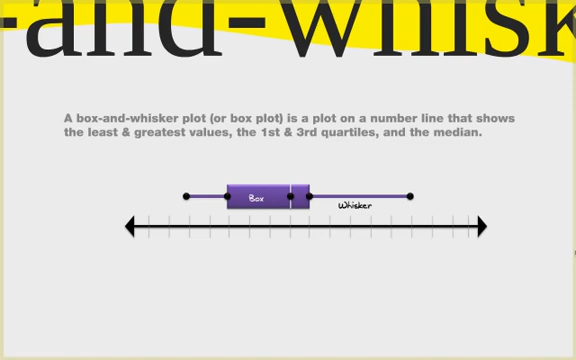 -and-whisk
A box-and-whisker plot (or box plot) is a plot on a number line that shows
the least & greatest values, the 1st & 3rd quartiles, and the median.
Box
Whisker